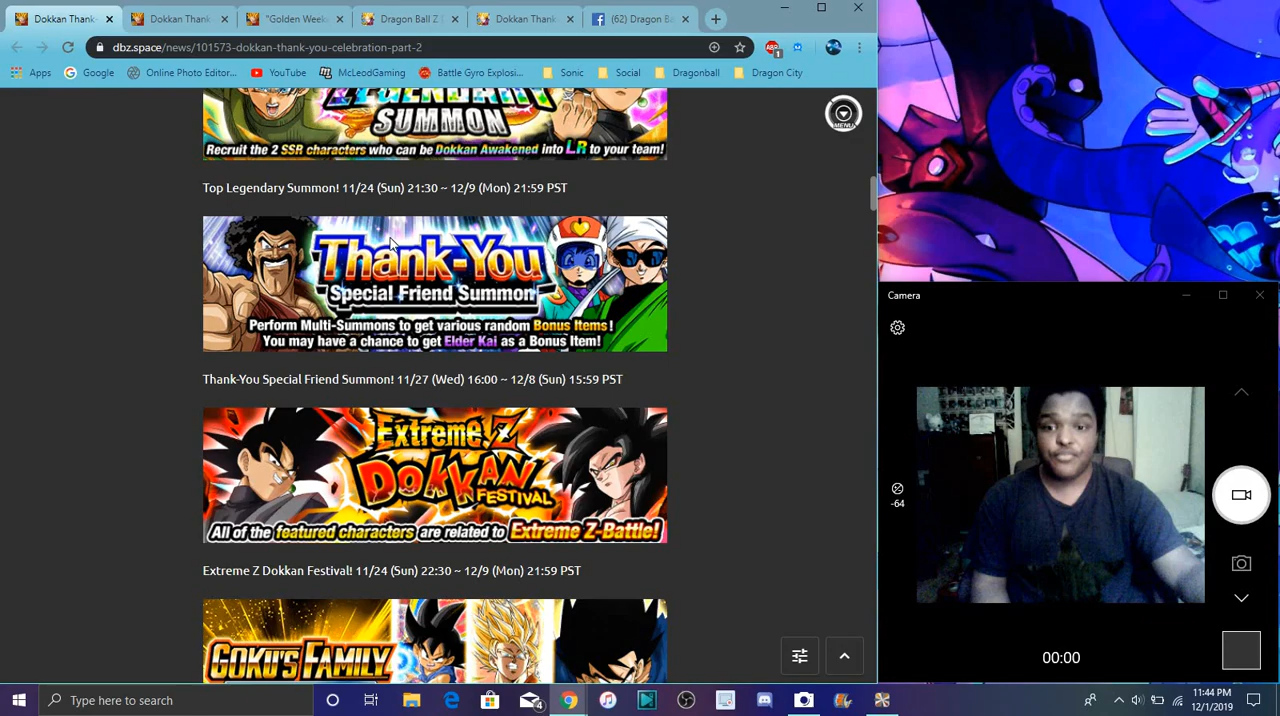 Dokkan Thank-
Dokkan Thank
"Golden Week
Dragon Ball Z
Dokkan Thank
(62) Dragon Ba
dbz.space/news/101573-dokkan-thank-you-celebration-part-2
ABP
1
Apps
Google
Online Photo Editor...
YouTube
McLeodGaming
Battle Gyro Explosi...
Sonic
Social
Dragonball
Dragon City
MENU
LEGENDARY
SUMMON
Recruit the 2 SSR characters who can be Dokkan Awakened into LR to your team!
Top Legendary Summon! 11/24 (Sun) 21:30 ~ 12/9 (Mon) 21:59 PST
Thank-You
Special Friend Summon
Perform Multi-Summons to get various random Bonus Items!
You may have a chance to get Elder Kai as a Bonus Item!
Thank-You Special Friend Summon! 11/27 (Wed) 16:00 ~ 12/8 (Sun) 15:59 PST
Extreme Z
DOKKAN
FESTIVAL
All of the featured characters are related to Extreme Z-Battle!
Extreme Z Dokkan Festival! 11/24 (Sun) 22:30 ~ 12/9 (Mon) 21:59 PST
GOKU'S FAMILY
Camera
-64
00:00
Type here to search
4
11:44 PM
12/1/2019